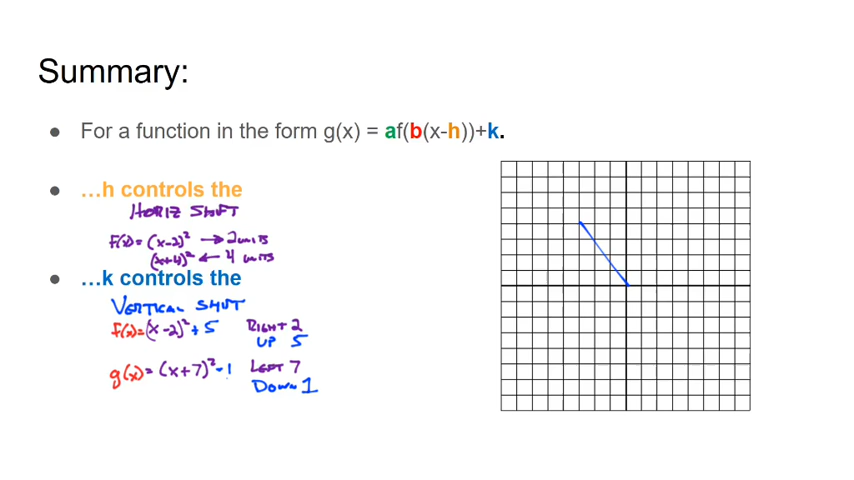 Summary:
● For a function in the form g(x) = af(b(x-h))+k.
● …h controls the
HORIZ SHIFT
F(x) = (x-2)² → 2 units
(x+4)² ← 4 units
● …k controls the
VERTICAL SHIFT
f(x)=(x-2)²+5 RIGHT 2
UP 5
g(x)=(x+7)²-1 LEFT 7
DOWN 1